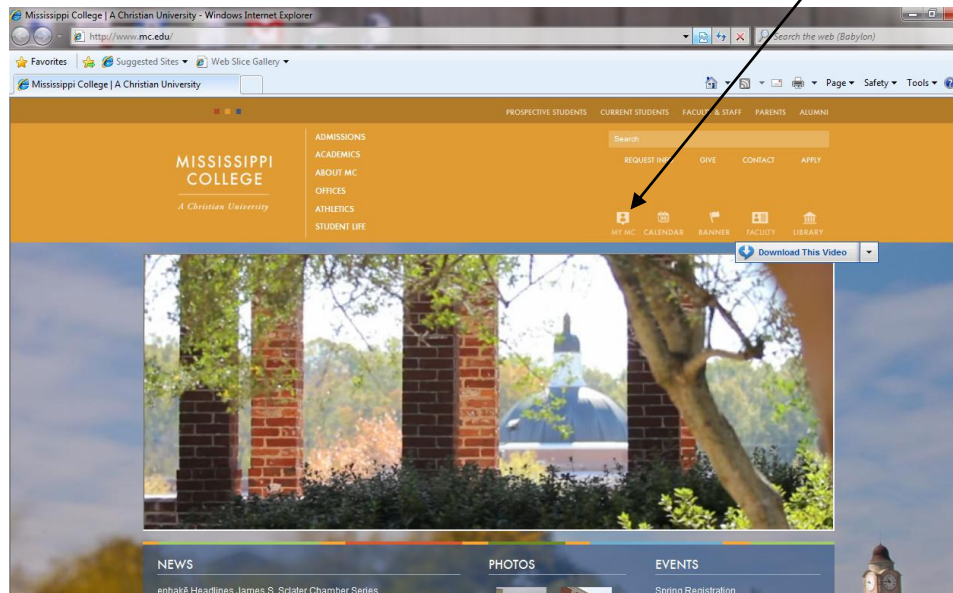 Mississippi College | A Christian University - Windows Internet Explorer
http://www.mc.edu/
Search the web (Babylon)
Favorites Suggested Sites Web Slice Gallery
Mississippi College | A Christian University
Page Safety Tools
PROSPECTIVE STUDENTS CURRENT STUDENTS FACULTY & STAFF PARENTS ALUMNI
MISSISSIPPI
COLLEGE
A Christian University
ADMISSIONS
ACADEMICS
ABOUT MC
OFFICES
ATHLETICS
STUDENT LIFE
Search
REQUEST INFO GIVE CONTACT APPLY
MY MC CALENDAR BANNER FACULTY LIBRARY
Download This Video
NEWS
enhakē Headlines James S. Sclater Chamber Series
PHOTOS
EVENTS
Spring Registration